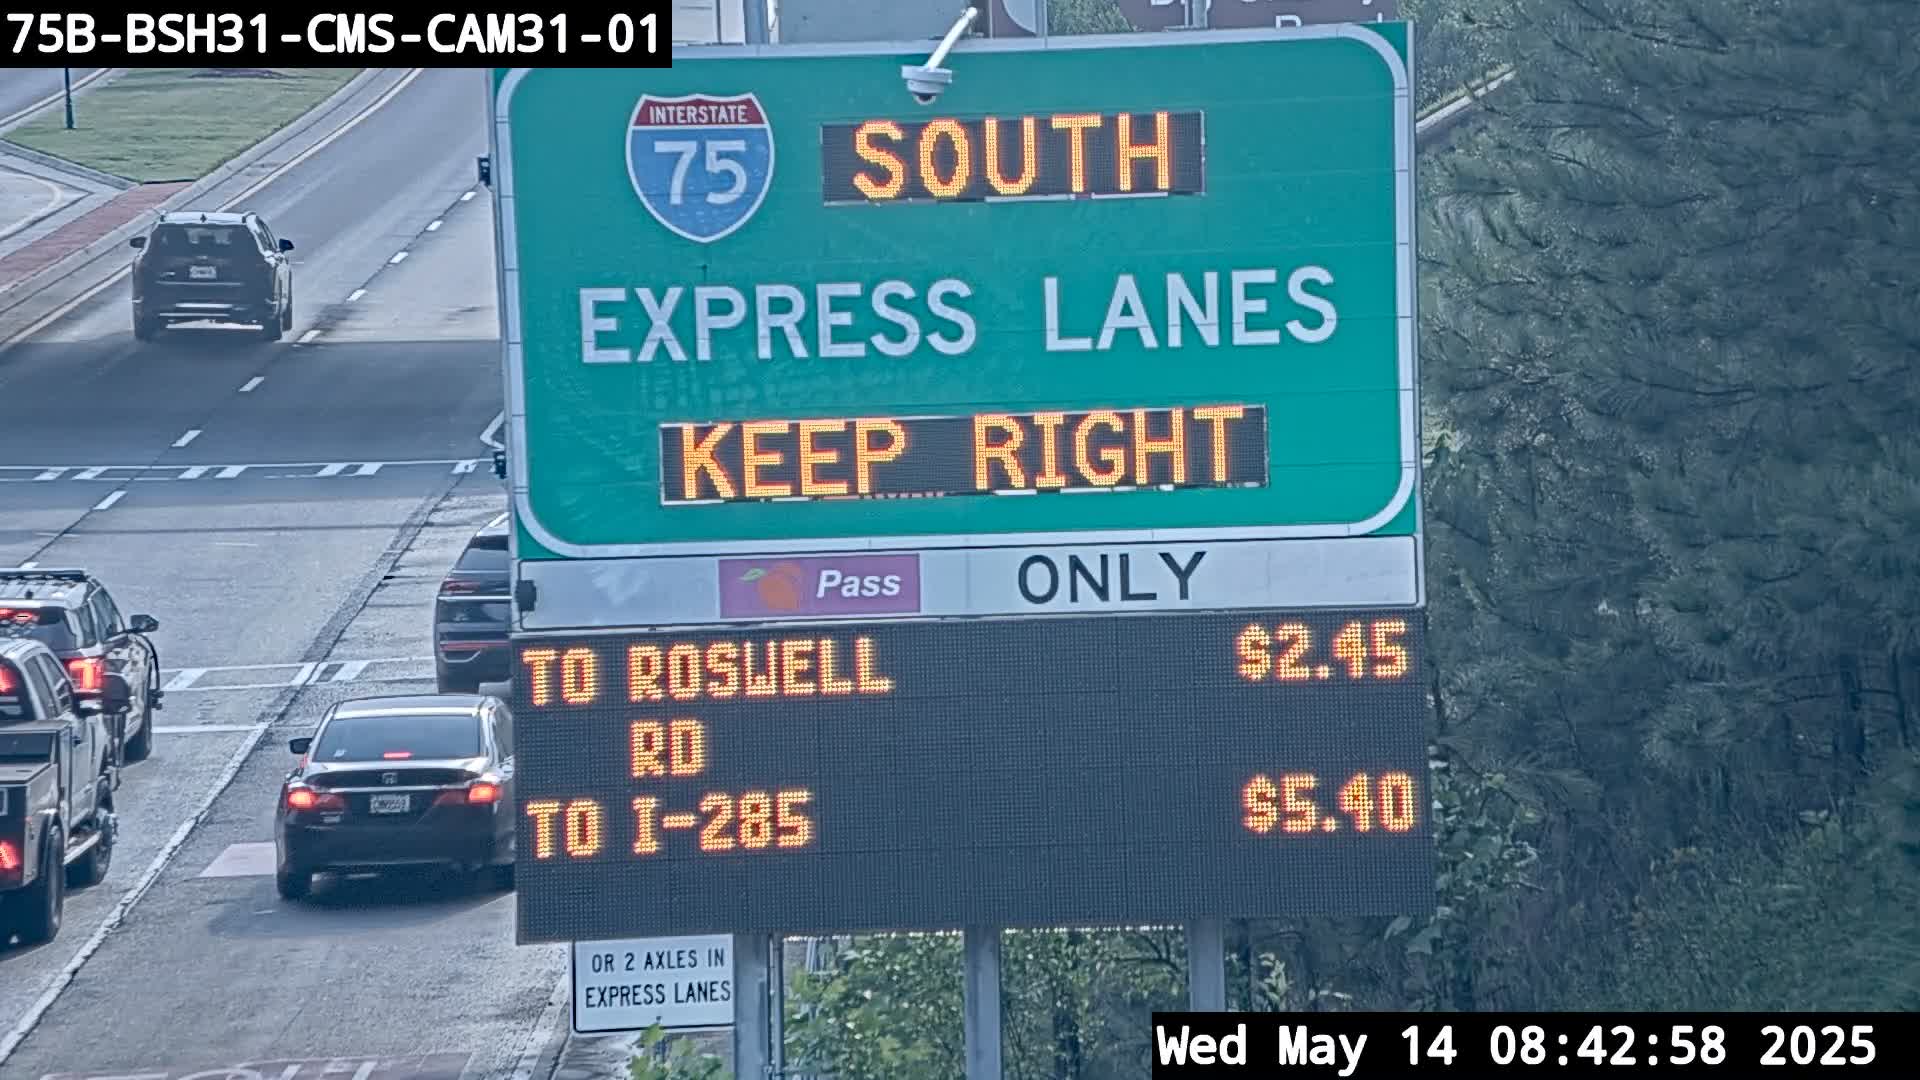 75B-BSH31-CMS-CAM31-01
INTERSTATE
75
SOUTH
EXPRESS LANES
KEEP RIGHT
Pass
ONLY
TO ROSWELL $2.45
RD
TO I-285 $5.40
OR 2 AXLES IN
EXPRESS LANES
Wed May 14 08:42:58 2025